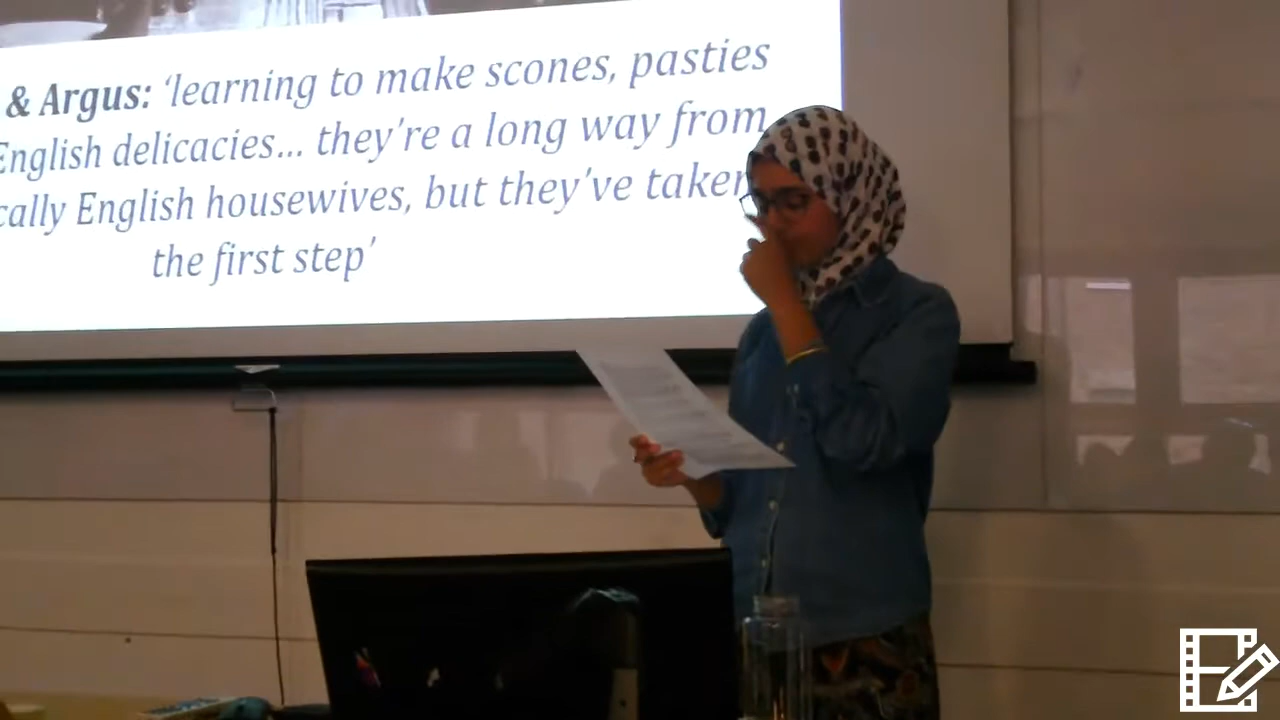 & Argus: ‘learning to make scones, pasties
English delicacies... they’re a long way from
cally English housewives, but they’ve taken
the first step’